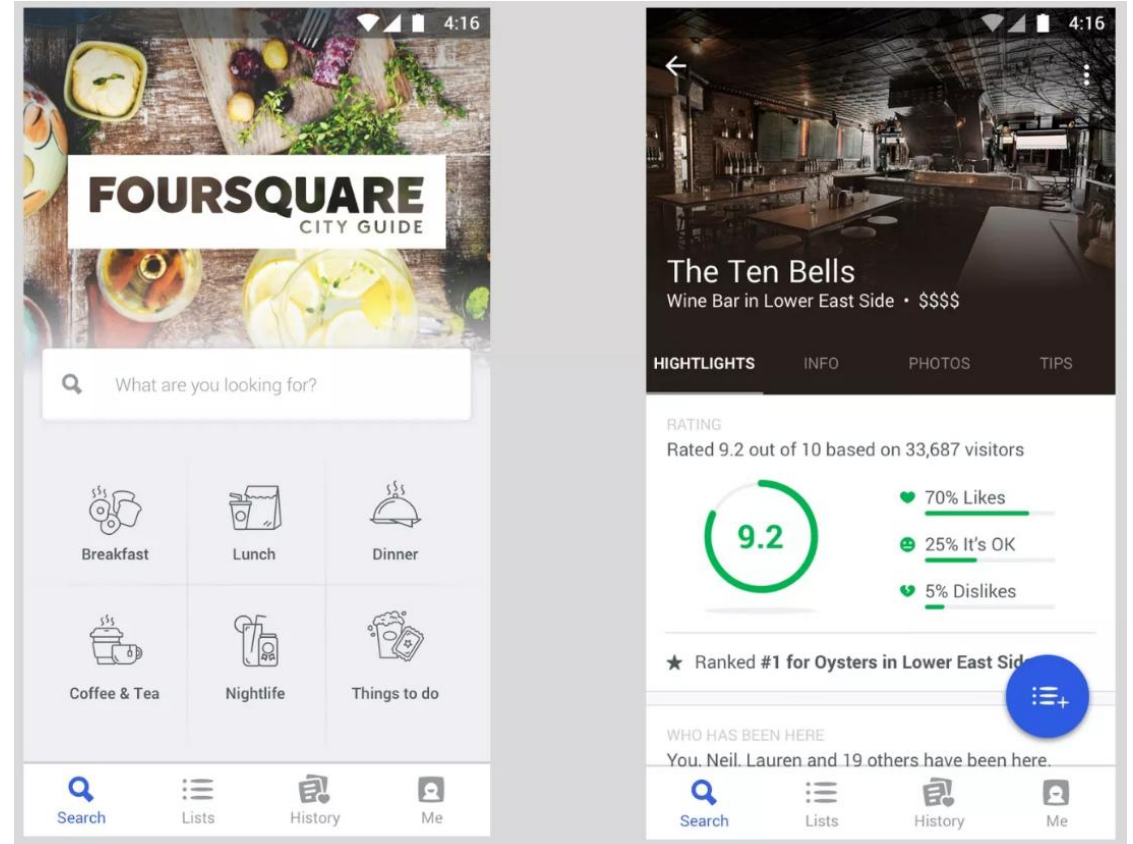 4:16
FOURSQUARE
CITY GUIDE
What are you looking for?
Breakfast
Lunch
Dinner
Coffee & Tea
Nightlife
Things to do
Search
Lists
History
Me
4:16
The Ten Bells
Wine Bar in Lower East Side • $$$$
HIGHTLIGHTS
INFO
PHOTOS
TIPS
RATING
Rated 9.2 out of 10 based on 33,687 visitors
9.2
70% Likes
25% It's OK
5% Dislikes
Ranked #1 for Oysters in Lower East Side
WHO HAS BEEN HERE
You, Neil, Lauren and 19 others have been here.
Search
Lists
History
Me